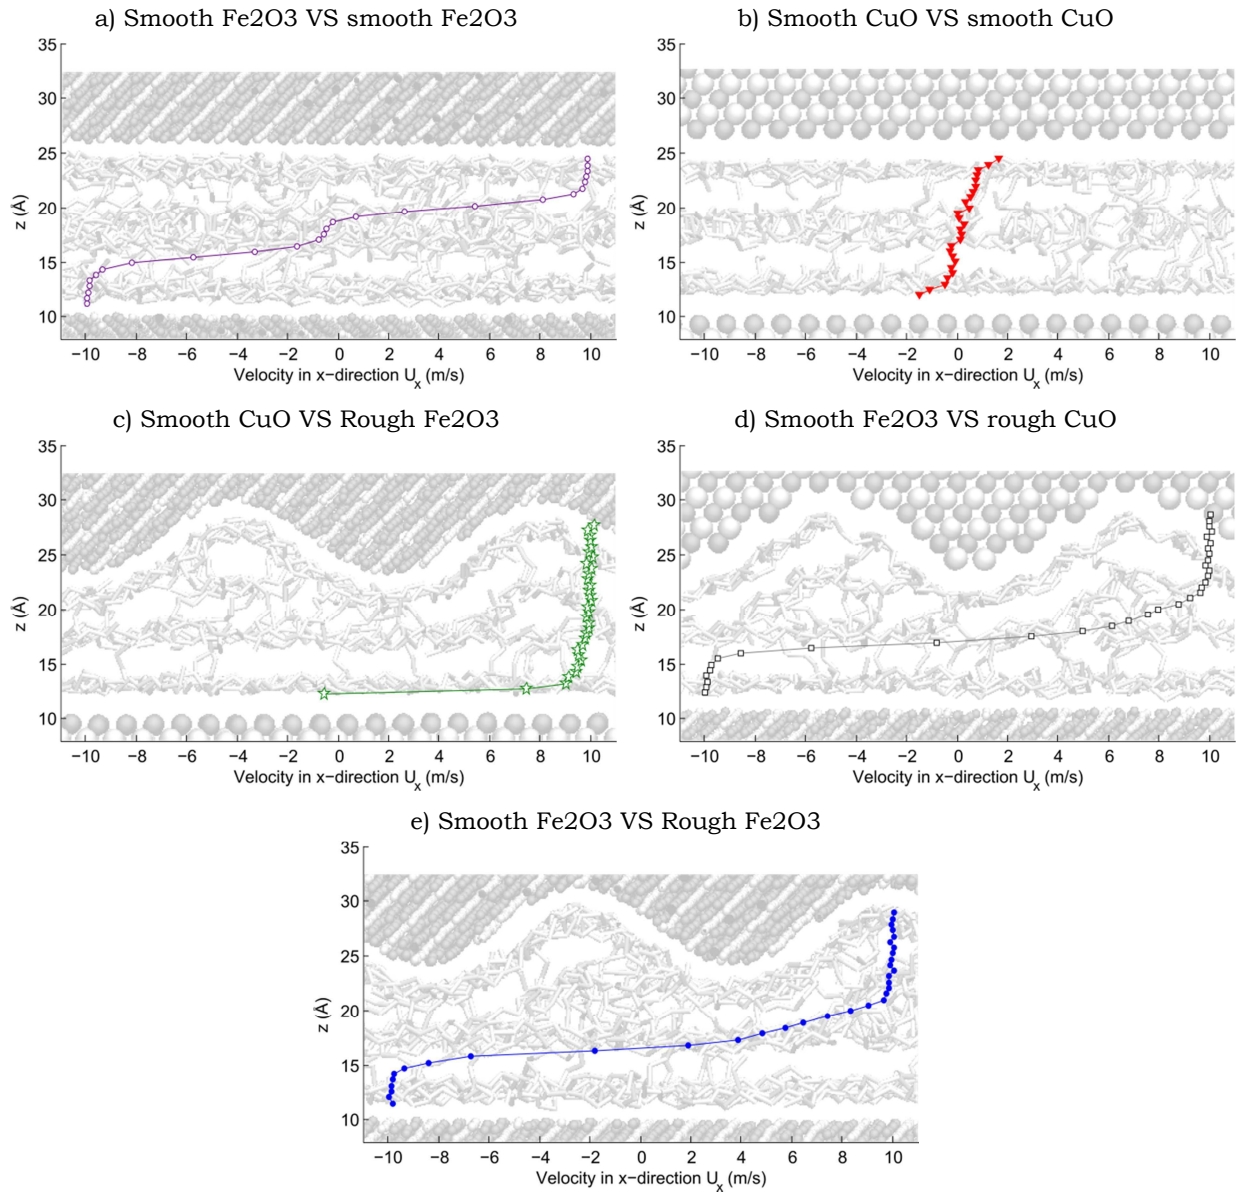 a) Smooth Fe2O3 VS smooth Fe2O3
35
30
25
20
15
10
z (Å)
−10 −8 −6 −4 −2 0 2 4 6 8 10
Velocity in x−direction Ux (m/s)
b) Smooth CuO VS smooth CuO
35
30
25
20
15
10
z (Å)
−10 −8 −6 −4 −2 0 2 4 6 8 10
Velocity in x−direction Ux (m/s)
c) Smooth CuO VS Rough Fe2O3
35
30
25
20
15
10
z (Å)
−10 −8 −6 −4 −2 0 2 4 6 8 10
Velocity in x−direction Ux (m/s)
d) Smooth Fe2O3 VS rough CuO
35
30
25
20
15
10
z (Å)
−10 −8 −6 −4 −2 0 2 4 6 8 10
Velocity in x−direction Ux (m/s)
e) Smooth Fe2O3 VS Rough Fe2O3
35
30
25
20
15
10
z (Å)
−10 −8 −6 −4 −2 0 2 4 6 8 10
Velocity in x−direction Ux (m/s)